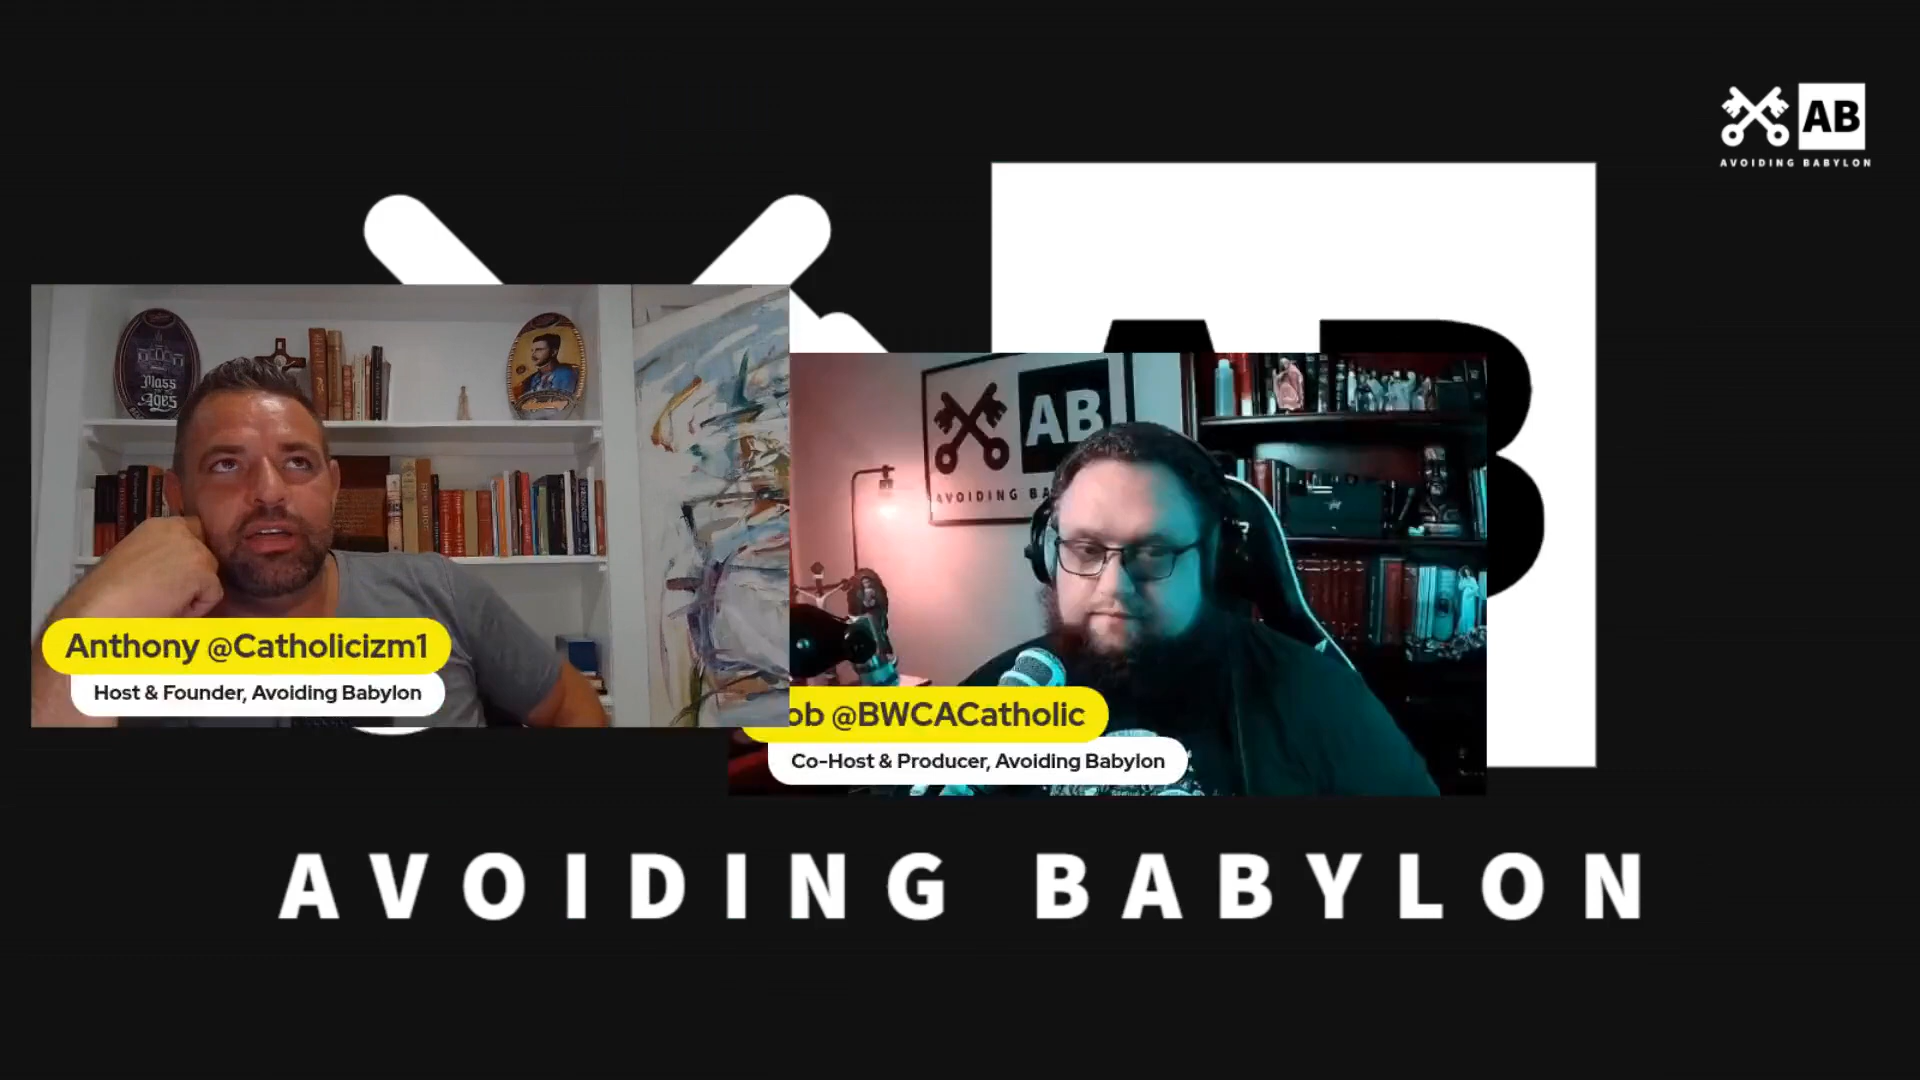 AB
AVOIDING BABYLON
Mass
Ages
AB
AVOIDING BA
Anthony @Catholicizm1
Host & Founder, Avoiding Babylon
ob @BWCACatholic
Co-Host & Producer, Avoiding Babylon
AVOIDING BABYLON